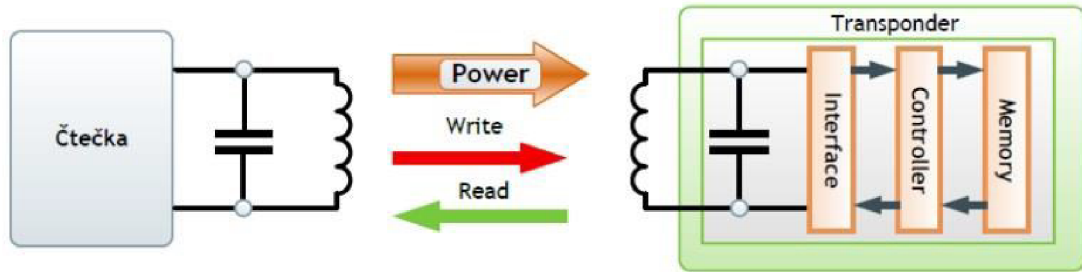 Čtečka
Power
Write
Read
Transponder
Interface
Controller
Memory